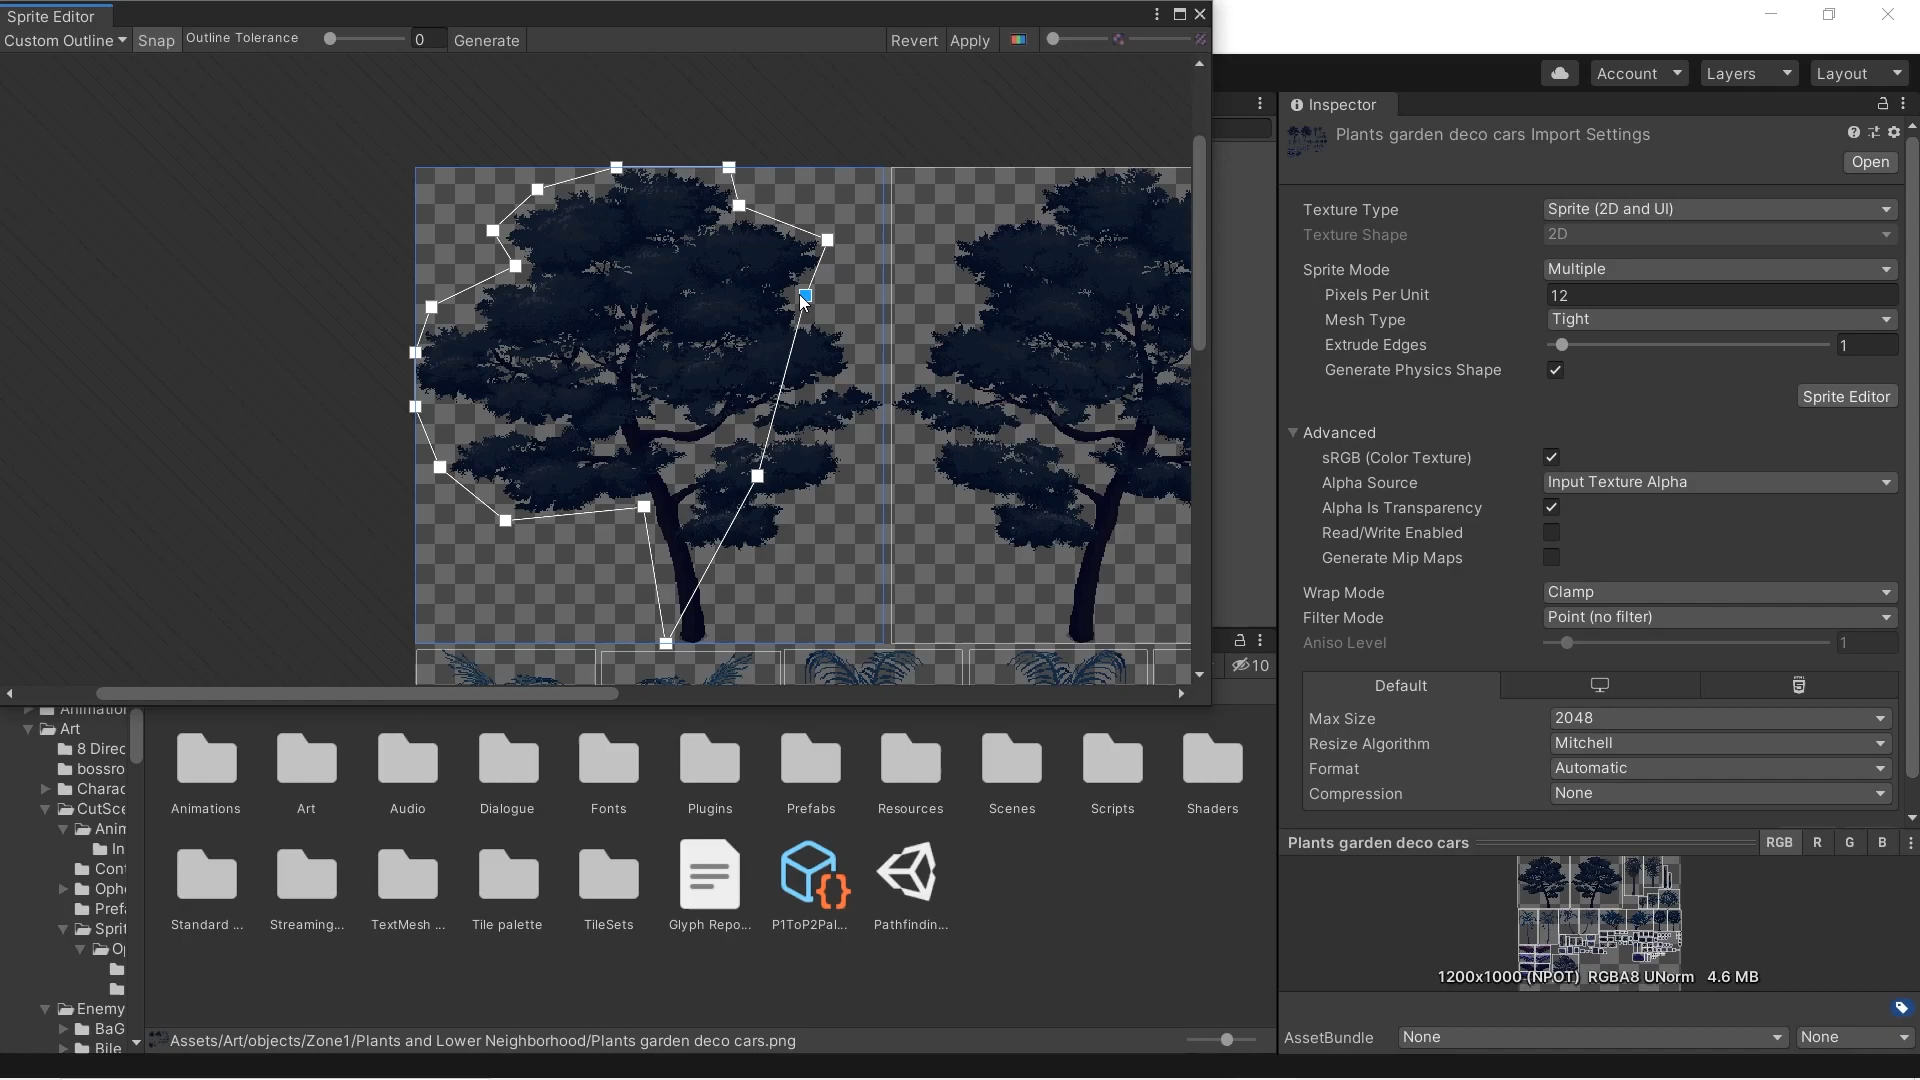 Sprite Editor
Custom Outline
Snap
Outline Tolerance
0
Generate
Revert
Apply
Account
Layers
Layout
Inspector
Plants garden deco cars Import Settings
Open
Texture Type
Sprite (2D and UI)
Texture Shape
2D
Sprite Mode
Multiple
Pixels Per Unit
12
Mesh Type
Tight
Extrude Edges
1
Generate Physics Shape
Sprite Editor
Advanced
sRGB (Color Texture)
Alpha Source
Input Texture Alpha
Alpha Is Transparency
Read/Write Enabled
Generate Mip Maps
Wrap Mode
Clamp
Filter Mode
Point (no filter)
Aniso Level
1
10
Default
Max Size
2048
Resize Algorithm
Mitchell
Format
Automatic
Compression
None
Animation
Art
8 Direc
bossro
Charac
CutSce
Anim
In
Cont
Ophe
Prefa
Sprit
Op
Enemy
BaG
Bile
Animations
Art
Audio
Dialogue
Fonts
Plugins
Prefabs
Resources
Scenes
Scripts
Shaders
Standard ...
Streaming...
TextMesh ...
Tile palette
TileSets
Glyph Repo...
P1ToP2Pal...
Pathfindin...
Assets/Art/objects/Zone1/Plants and Lower Neighborhood/Plants garden deco cars.png
Plants garden deco cars
RGB
R
G
B
1200x1000 (NPOT) RGBA8 UNorm 4.6 MB
AssetBundle
None
None